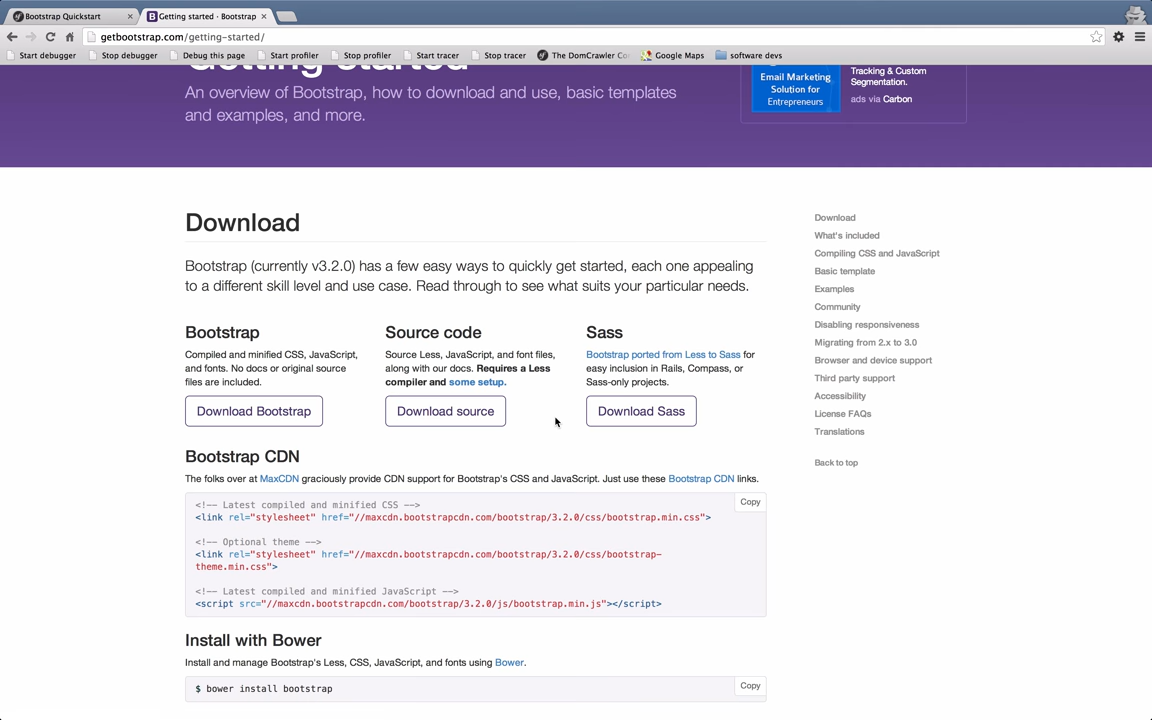 Bootstrap Quickstart
Getting started · Bootstrap
getbootstrap.com/getting-started/
Start debugger
Stop debugger
Debug this page
Start profiler
Stop profiler
Start tracer
Stop tracer
The DomCrawler Co
Google Maps
software devs
Getting started
An overview of Bootstrap, how to download and use, basic templates
and examples, and more.
Email Marketing
Solution for
Entrepreneurs
Tracking & Custom
Segmentation.
ads via Carbon
Download
Bootstrap (currently v3.2.0) has a few easy ways to quickly get started, each one appealing
to a different skill level and use case. Read through to see what suits your particular needs.
Bootstrap
Compiled and minified CSS, JavaScript,
and fonts. No docs or original source
files are included.
Download Bootstrap
Source code
Source Less, JavaScript, and font files,
along with our docs. Requires a Less
compiler and some setup.
Download source
Sass
Bootstrap ported from Less to Sass for
easy inclusion in Rails, Compass, or
Sass-only projects.
Download Sass
Bootstrap CDN
The folks over at MaxCDN graciously provide CDN support for Bootstrap's CSS and JavaScript. Just use these Bootstrap CDN links.
Copy
<!-- Latest compiled and minified CSS -->
<link rel="stylesheet" href="//maxcdn.bootstrapcdn.com/bootstrap/3.2.0/css/bootstrap.min.css">
<!-- Optional theme -->
<link rel="stylesheet" href="//maxcdn.bootstrapcdn.com/bootstrap/3.2.0/css/bootstrap-
theme.min.css">
<!-- Latest compiled and minified JavaScript -->
<script src="//maxcdn.bootstrapcdn.com/bootstrap/3.2.0/js/bootstrap.min.js"></script>
Install with Bower
Install and manage Bootstrap's Less, CSS, JavaScript, and fonts using Bower.
Copy
$ bower install bootstrap
Download
What's included
Compiling CSS and JavaScript
Basic template
Examples
Community
Disabling responsiveness
Migrating from 2.x to 3.0
Browser and device support
Third party support
Accessibility
License FAQs
Translations
Back to top